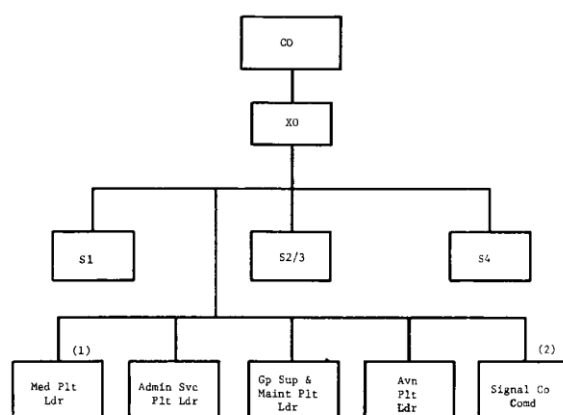 CO
XO
S1
S2/3
S4
(1)
(2)
Med Plt
Ldr
Admin Svc
Plt Ldr
Gp Sup &
Maint Plt
Ldr
Avn
Plt
Ldr
Signal Co
Comd